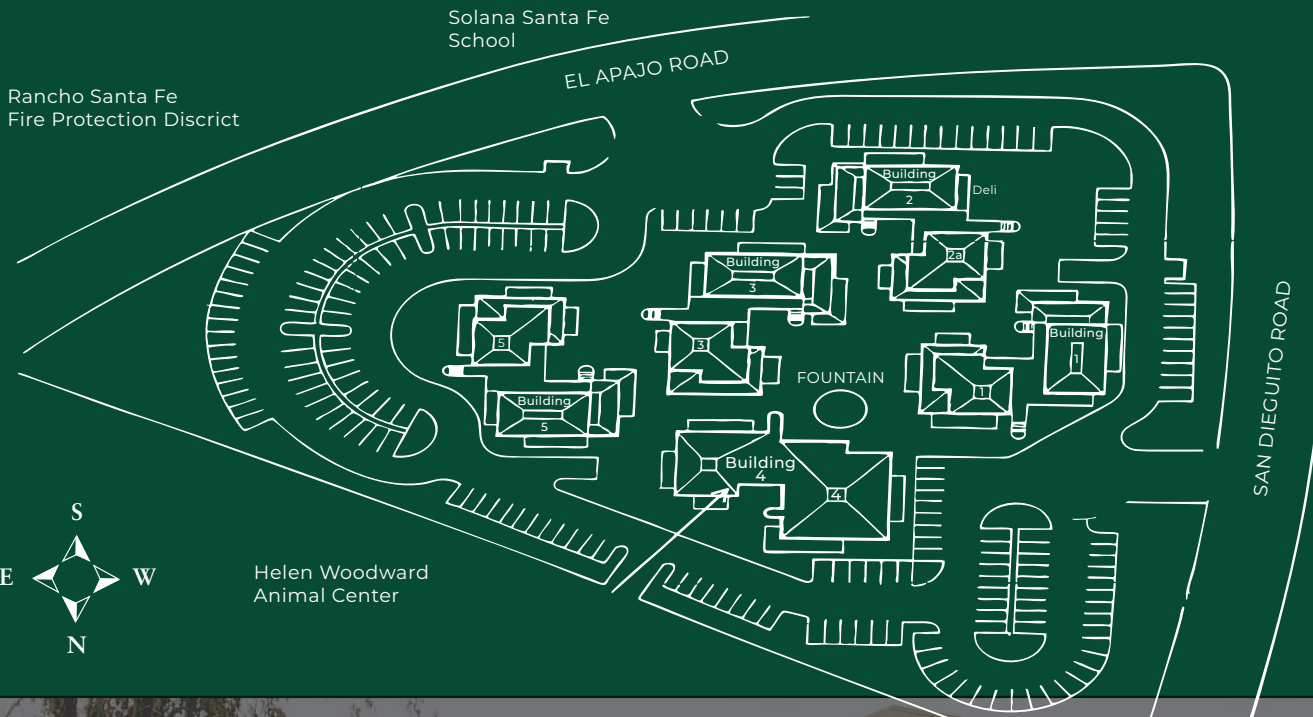 Solana Santa Fe
School
EL APAJO ROAD
Rancho Santa Fe
Fire Protection Discrict
Building
2
Deli
2a
Building
3
3
Building
1
1
5
Building
5
FOUNTAIN
Building
4
4
SAN DIEGUITO ROAD
S
E
W
N
Helen Woodward
Animal Center